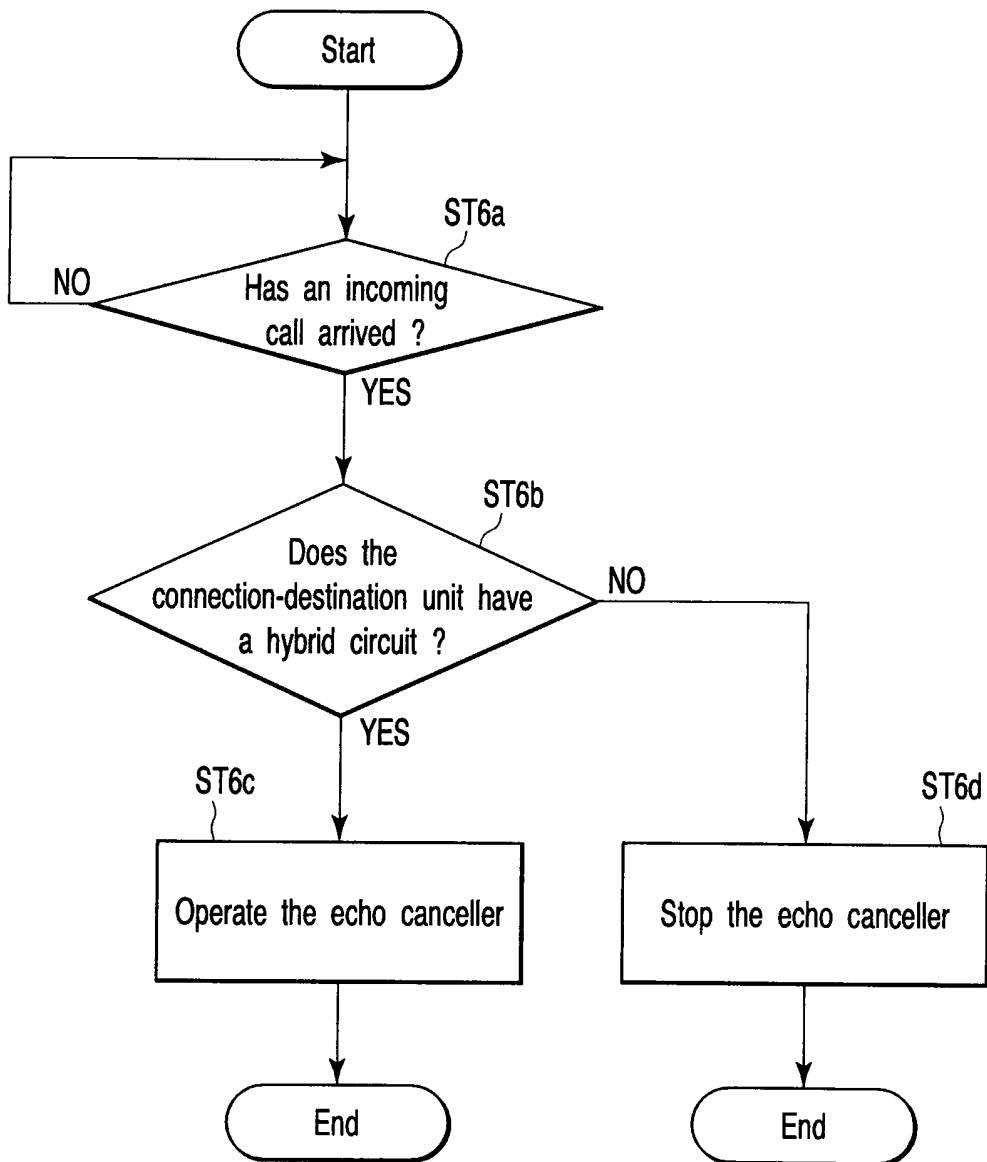 Start
ST6a
NO
Has an incoming
call arrived ?
YES
ST6b
Does the
connection-destination unit have
a hybrid circuit ?
NO
YES
ST6c
ST6d
Operate the echo canceller
Stop the echo canceller
End
End